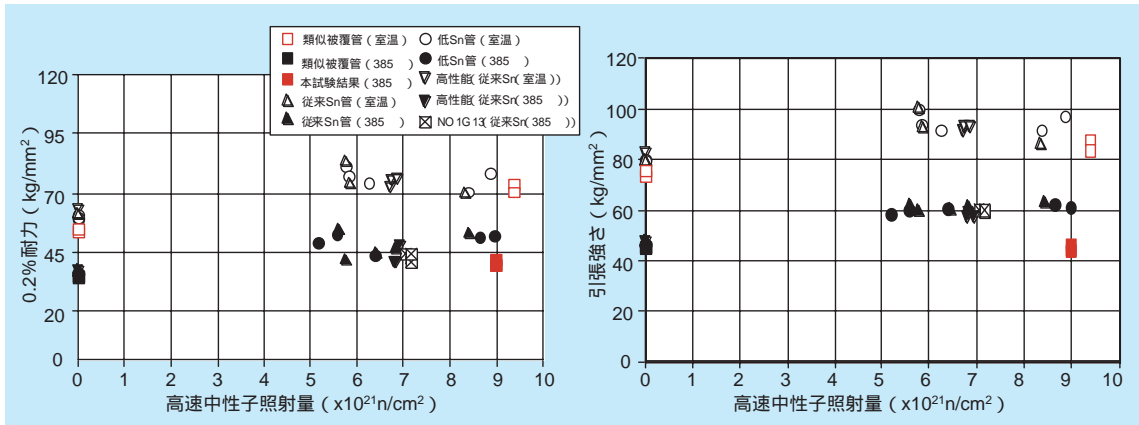 類似被覆管（室温）
類似被覆管（385　）
本試験結果（385　）
従来Sn管（室温）
従来Sn管（385　）
低Sn管（室温）
低Sn管（385　）
高性能（従来Sn（室温））
高性能（従来Sn（385　））
NO1G13（従来Sn（385　））
0.2%耐力（kg/mm²）
120
95
70
45
20
0
0 1 2 3 4 5 6 7 8 9 10
高速中性子照射量（x10²¹n/cm²）
引張強さ（kg/mm²）
120
100
80
60
40
20
0
0 1 2 3 4 5 6 7 8 9 10
高速中性子照射量（x10²¹n/cm²）